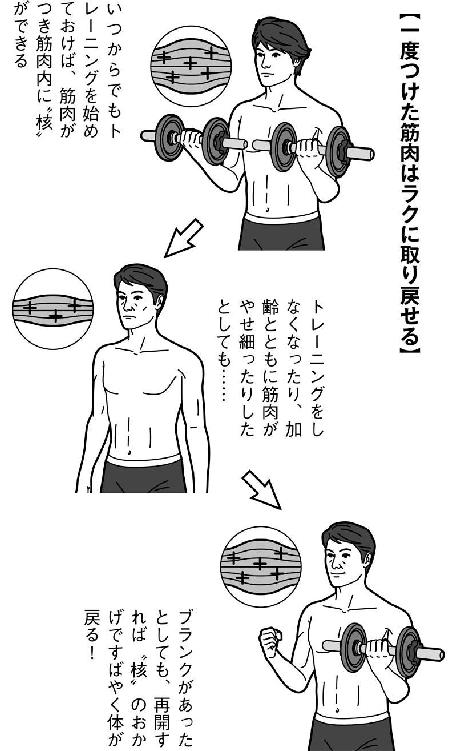 【一度つけた筋肉はラクに取り戻せる】
いつからでもト
レーニングを始め
ておけば、筋肉が
つき筋肉内に〝核〟
ができる
トレーニングをし
なくなったり、加
齢とともに筋肉が
やせ細ったりした
としても……
ブランクがあった
としても、再開す
れば〝核〟のおか
げですばやく体が
戻る！